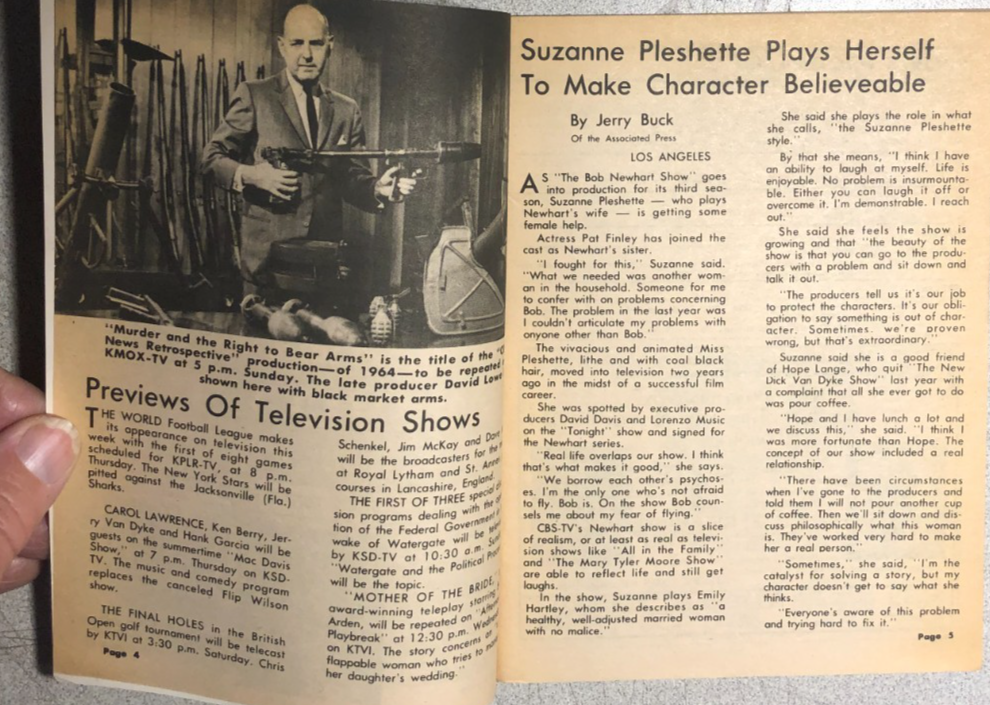 "Murder and the Right to Bear Arms" is the title of the
News Retrospective" production—of 1964—to be repeated
KMOX-TV at 5 p.m. Sunday. The late producer David
shown here with black market arms.
Previews Of Television Shows
THE WORLD Football League makes
its appearance on television this
week with the first of eight games
scheduled for KPLR-TV, at 8 p.m.
Thursday. The New York Stars will be
pitted against the Jacksonville (Fla.)
Sharks.
CAROL LAWRENCE, Ken Berry, Jer-
ry Van Dyke and Hank Garcia will be
guests on the summertime "Mac Davis
Show," at 7 p.m. Thursday on KSD-
TV. The music and comedy program
replaces the canceled Flip Wilson
show.
THE FINAL HOLES in the British
Open golf tournament will be telecast
by KTVI at 3:30 p.m. Saturday. Chris
Page 4
Schenkel, Jim McKay and
will be the broadcasters for the
at Royal Lytham and St.
courses in Lancashire, England.
THE FIRST OF THREE special
sion programs dealing with the
tion of the Federal Government
wake of Watergate will be
by KSD-TV at 10:30 a.m.
"Watergate and the Political
will be the topic.
"MOTHER OF THE BRIDE,
award-winning teleplay starring
Arden, will be repeated on
Playbreak" at 12:30 p.m.
on KTVI. The story concerns
flappable woman who tries to
her daughter's wedding."
Suzanne Pleshette Plays Herself
To Make Character Believeable
By Jerry Buck
Of the Associated Press
LOS ANGELES
AS "The Bob Newhart Show" goes
into production for its third sea-
son, Suzanne Pleshette — who plays
Newhart's wife — is getting some
female help.
Actress Pat Finley has joined the
cast as Newhart's sister.
"I fought for this," Suzanne said.
"What we needed was another wom-
an in the household. Someone for me
to confer with on problems concerning
Bob. The problem in the last year was
I couldn't articulate my problems with
onyone other than Bob."
The vivacious and animated Miss
Pleshette, lithe and with coal black
hair, moved into television two years
ago in the midst of a successful film
career.
She was spotted by executive pro-
ducers David Davis and Lorenzo Music
on the "Tonight" show and signed for
the Newhart series.
"Real life overlaps our show. I think
that's what makes it good," she says.
"We borrow each other's psychos-
es. I'm the only one who's not afraid
to fly. Bob is. On the show Bob coun-
sels me about my fear of flying."
CBS-TV's Newhart show is a slice
of realism, or at least as real as televi-
sion shows like "All in the Family"
and "The Mary Tyler Moore Show"
are able to reflect life and still get
laughs.
In the show, Suzanne plays Emily
Hartley, whom she describes as "a
healthy, well-adjusted married woman
with no malice."
She said she plays the role in what
she calls, "the Suzanne Pleshette
style."
By that she means, "I think I have
an ability to laugh at myself. Life is
enjoyable. No problem is insurmounta-
ble. Either you can laugh it off or
overcome it. I'm demonstrable. I reach
out."
She said she feels the show is
growing and that "the beauty of the
show is that you can go to the produ-
cers with a problem and sit down and
talk it out.
"The producers tell us it's our job
to protect the characters. It's our obli-
gation to say something is out of char-
acter. Sometimes. we're proven
wrong, but that's extraordinary."
Suzanne said she is a good friend
of Hope Lange, who quit "The New
Dick Van Dyke Show" last year with
a complaint that all she ever got to do
was pour coffee.
"Hope and I have lunch a lot and
we discuss this," she said. "I think I
was more fortunate than Hope. The
concept of our show included a real
relationship.
"There have been circumstances
when I've gone to the producers and
told them I will not pour another cup
of coffee. Then we'll sit down and dis-
cuss philosophically what this woman
is. They've worked very hard to make
her a real person."
"Sometimes," she said, "I'm the
catalyst for solving a story, but my
character doesn't get to say what she
thinks.
"Everyone's aware of this problem
and trying hard to fix it."
Page 5